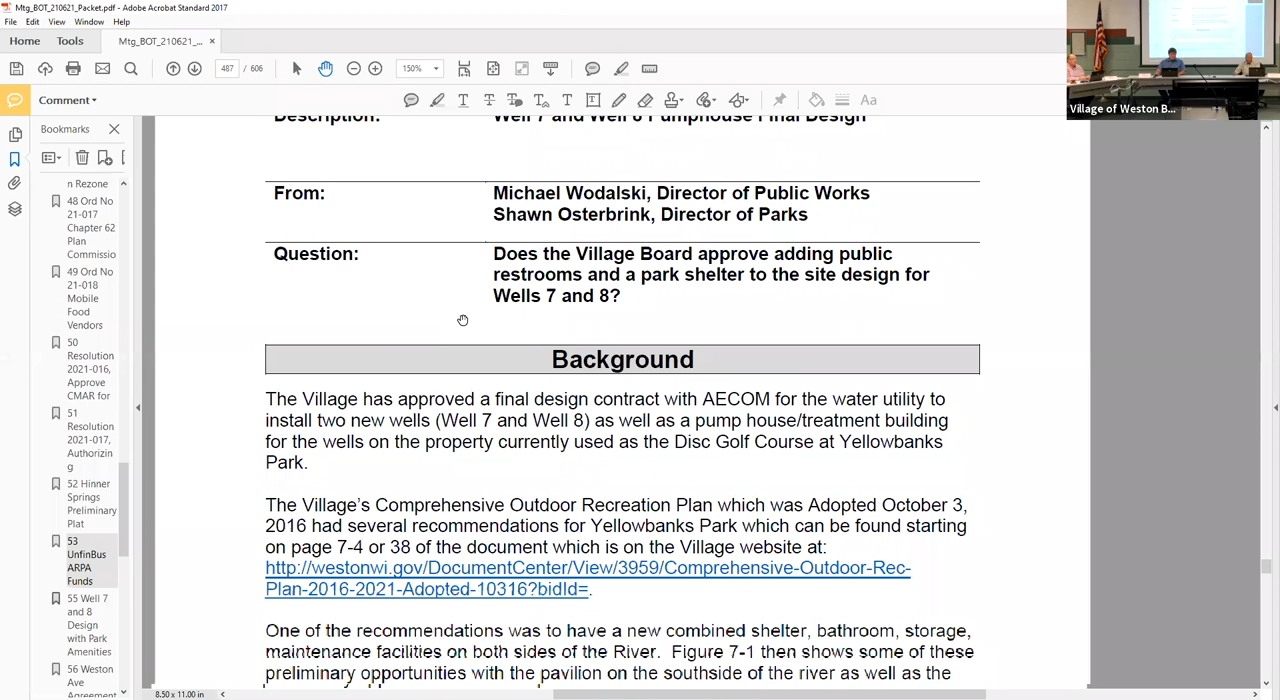 Mtg_BOT_210621_Packet.pdf - Adobe Acrobat Standard 2017
File Edit View Window Help
Home Tools Mtg_BOT_210621_... ×
487 / 606 150%
Comment
Aa
Village of Weston B...
Bookmarks
n Rezone
48 Ord No
21-017
Chapter 62
Plan
Commissio
49 Ord No
21-018
Mobile
Food
Vendors
50
Resolution
2021-016,
Approve
CMAR for
51
Resolution
2021-017,
Authorizin
g
52 Hinner
Springs
Preliminary
Plat
53
UnfinBus
ARPA
Funds
55 Well 7
and 8
Design
with Park
Amenities
56 Weston
Ave
Agreement
Description: Well 7 and Well 8 Pumphouse Final Design
From: Michael Wodalski, Director of Public Works
Shawn Osterbrink, Director of Parks
Question: Does the Village Board approve adding public
restrooms and a park shelter to the site design for
Wells 7 and 8?
Background
The Village has approved a final design contract with AECOM for the water utility to
install two new wells (Well 7 and Well 8) as well as a pump house/treatment building
for the wells on the property currently used as the Disc Golf Course at Yellowbanks
Park.
The Village's Comprehensive Outdoor Recreation Plan which was Adopted October 3,
2016 had several recommendations for Yellowbanks Park which can be found starting
on page 7-4 or 38 of the document which is on the Village website at:
http://westonwi.gov/DocumentCenter/View/3959/Comprehensive-Outdoor-Rec-
Plan-2016-2021-Adopted-10316?bidId=.
One of the recommendations was to have a new combined shelter, bathroom, storage,
maintenance facilities on both sides of the River. Figure 7-1 then shows some of these
preliminary opportunities with the pavilion on the southside of the river as well as the
8.50 x 11.00 in